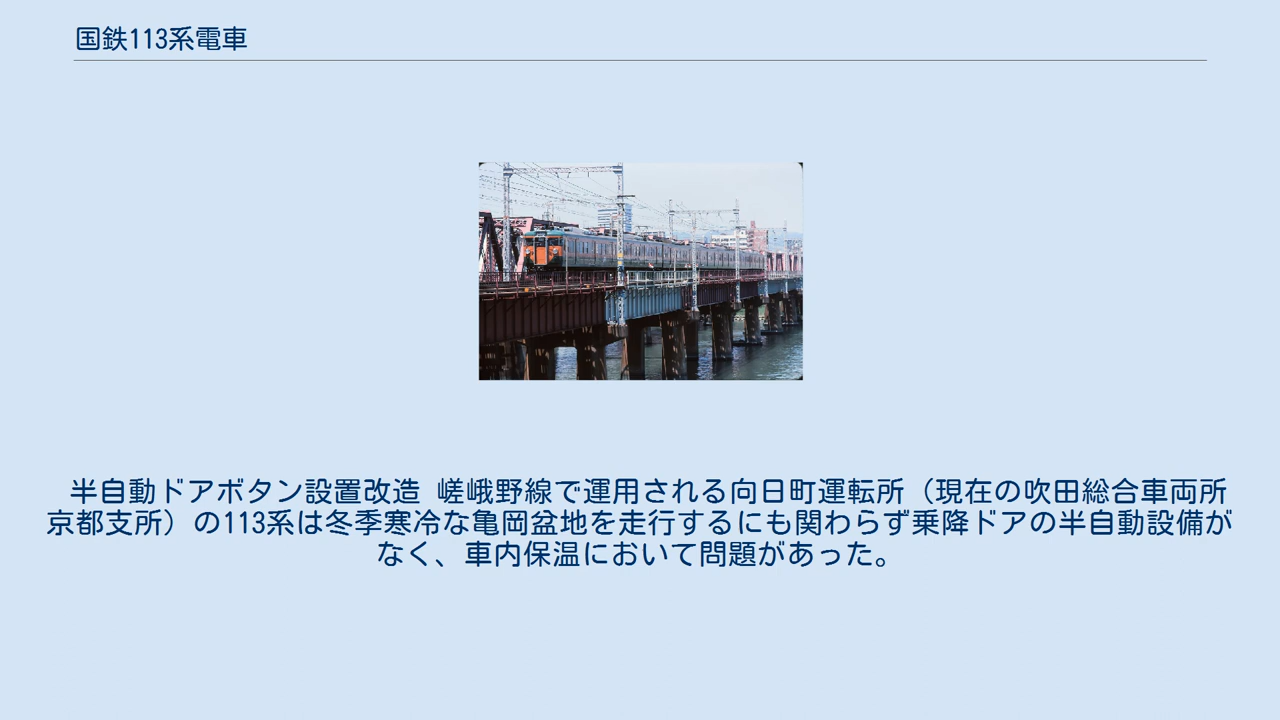 国鉄113系電車
半自動ドアボタン設置改造 嵯峨野線で運用される向日町運転所（現在の吹田総合車両所
京都支所）の113系は冬季寒冷な亀岡盆地を走行するにも関わらず乗降ドアの半自動設備が
なく、車内保温において問題があった。